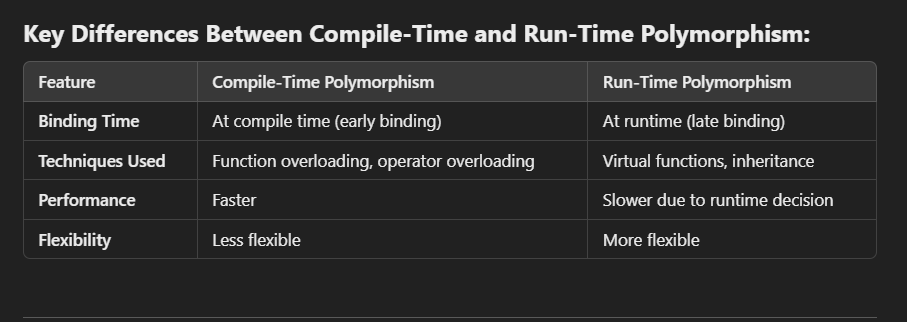 Key Differences Between Compile-Time and Run-Time Polymorphism:
Feature Compile-Time Polymorphism Run-Time Polymorphism
Binding Time At compile time (early binding) At runtime (late binding)
Techniques Used Function overloading, operator overloading Virtual functions, inheritance
Performance Faster Slower due to runtime decision
Flexibility Less flexible More flexible